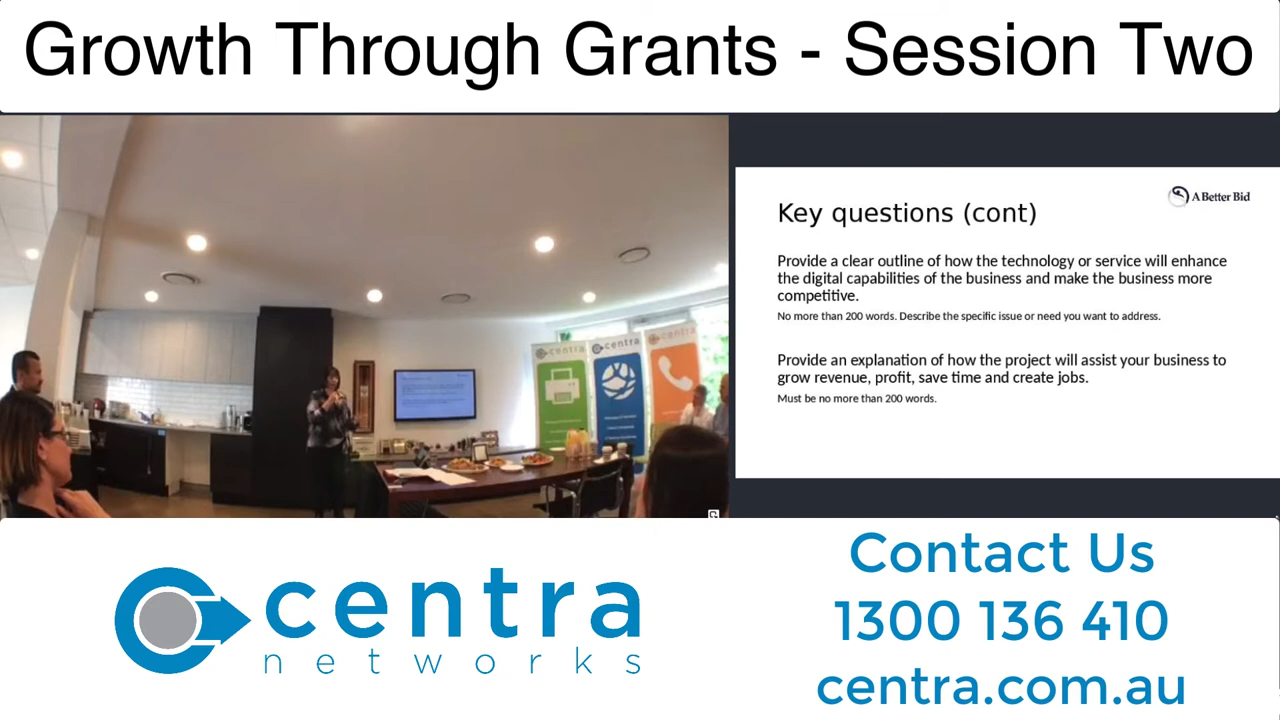 Growth Through Grants - Session Two
A Better Bid
Key questions (cont)
Provide a clear outline of how the technology or service will enhance
the digital capabilities of the business and make the business more
competitive.
No more than 200 words. Describe the specific issue or need you want to address.
Provide an explanation of how the project will assist your business to
grow revenue, profit, save time and create jobs.
Must be no more than 200 words.
centra
centra
centra
centra
networks
Contact Us
1300 136 410
centra.com.au